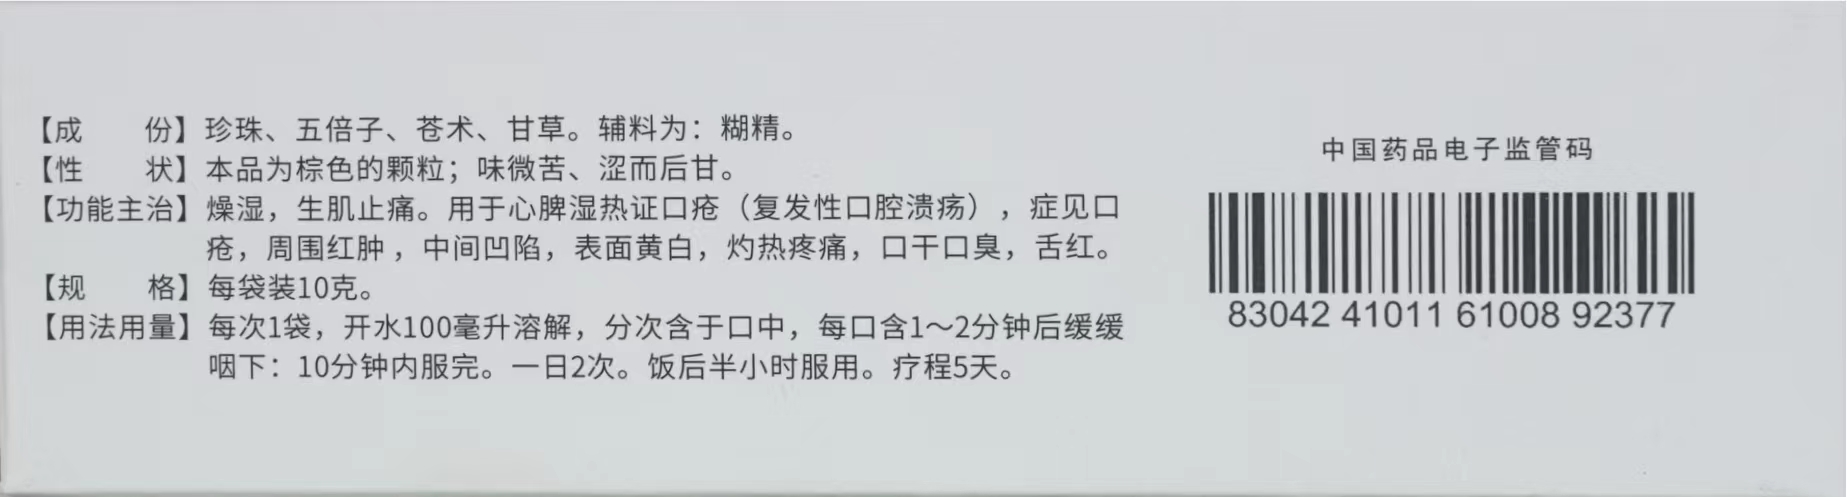 【成　　份】珍珠、五倍子、苍术、甘草。辅料为：糊精。
【性　　状】本品为棕色的颗粒；味微苦、涩而后甘。
【功能主治】燥湿，生肌止痛。用于心脾湿热证口疮（复发性口腔溃疡），症见口
疮，周围红肿，中间凹陷，表面黄白，灼热疼痛，口干口臭，舌红。
【规　　格】每袋装10克。
【用法用量】每次1袋，开水100毫升溶解，分次含于口中，每口含1～2分钟后缓缓
咽下：10分钟内服完。一日2次。饭后半小时服用。疗程5天。
中国药品电子监管码
83042 41011 61008 92377